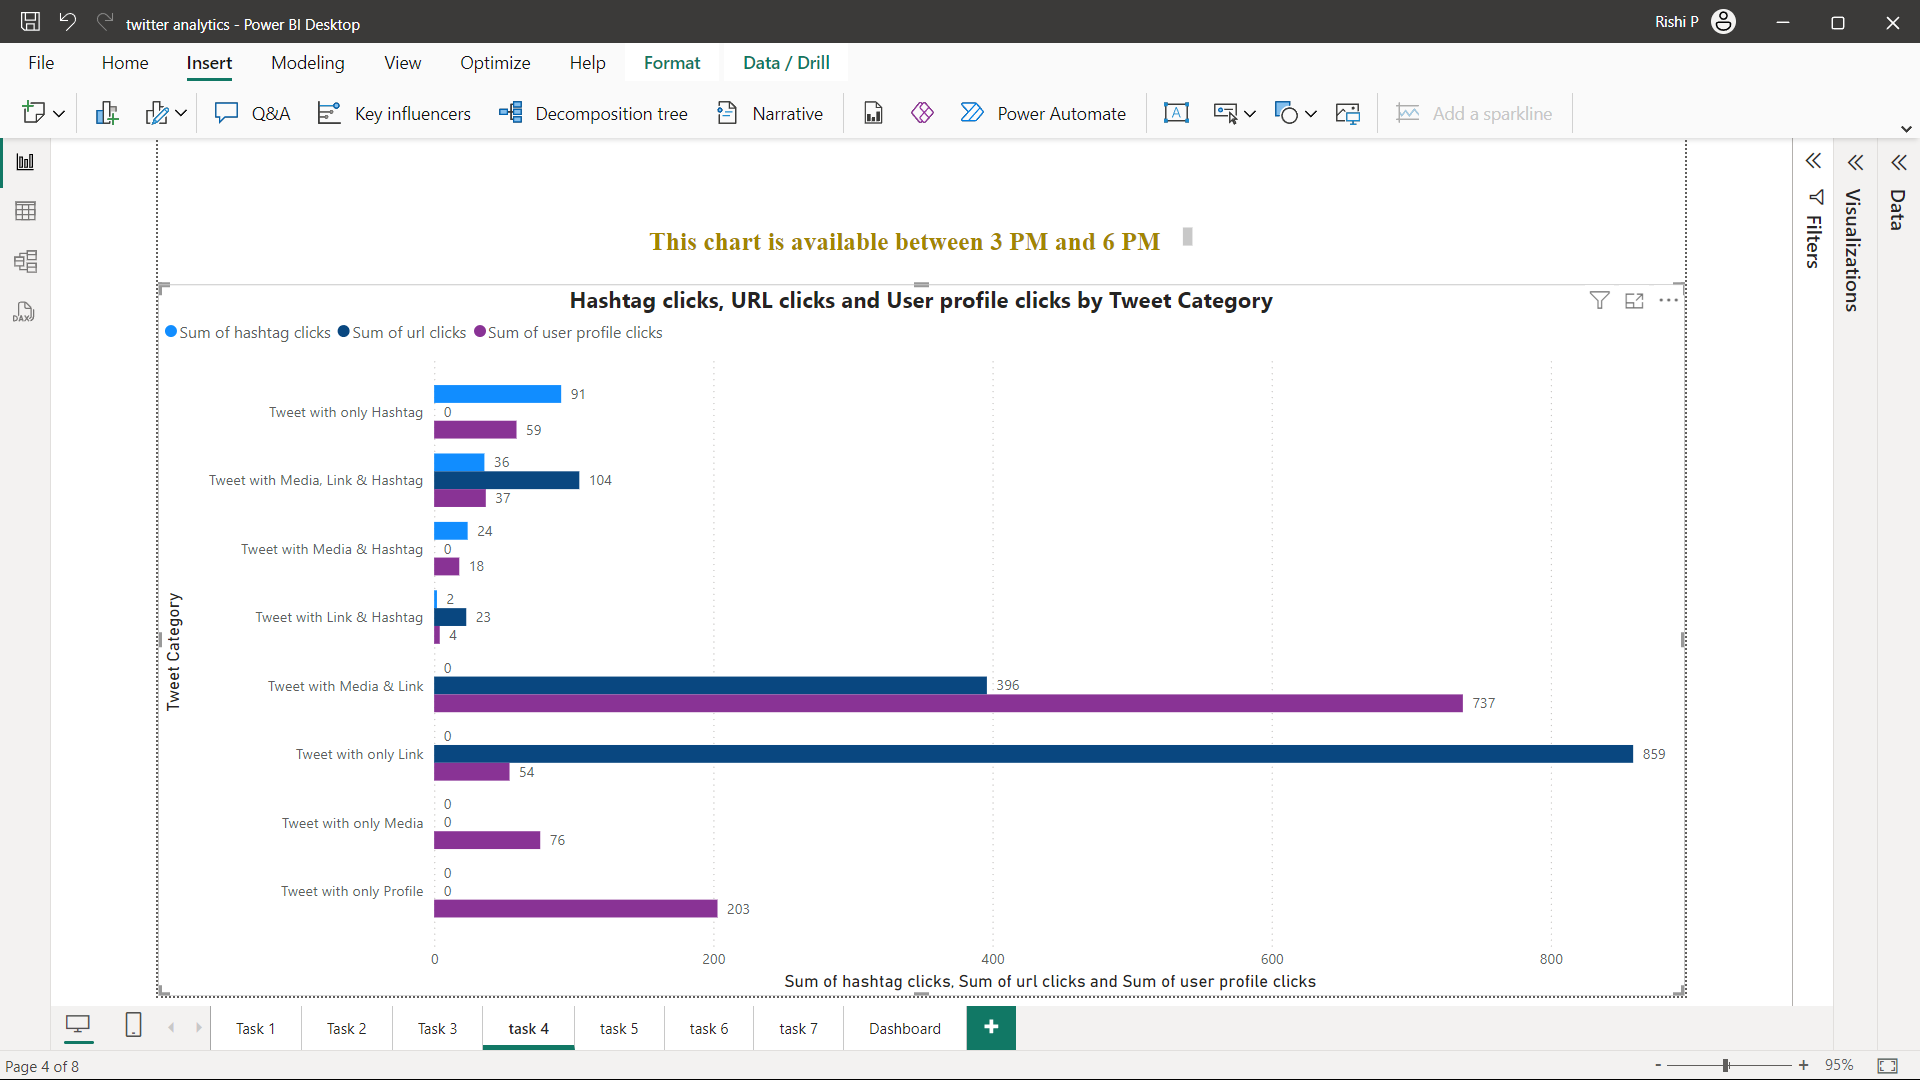 twitter analytics - Power BI Desktop
Rishi P
File Home Insert Modeling View Optimize Help Format Data / Drill
Q&A Key influencers Decomposition tree Narrative Power Automate A Add a sparkline
DAX
Filters
Visualizations
Data
This chart is available between 3 PM and 6 PM
Hashtag clicks, URL clicks and User profile clicks by Tweet Category
Sum of hashtag clicks Sum of url clicks Sum of user profile clicks
Tweet Category
91
Tweet with only Hashtag 0
59
36
Tweet with Media, Link & Hashtag 104
37
24
Tweet with Media & Hashtag 0
18
2
Tweet with Link & Hashtag 23
4
0
Tweet with Media & Link 396
737
0
Tweet with only Link 859
54
0
Tweet with only Media 0
76
0
Tweet with only Profile 0
203
0 200 400 600 800
Sum of hashtag clicks, Sum of url clicks and Sum of user profile clicks
Task 1 Task 2 Task 3 task 4 task 5 task 6 task 7 Dashboard +
Page 4 of 8
- + 95%